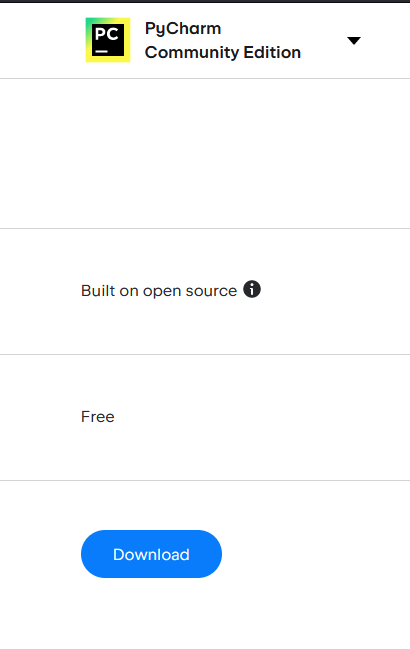 PC
PyCharm
Community Edition
Built on open source
Free
Download